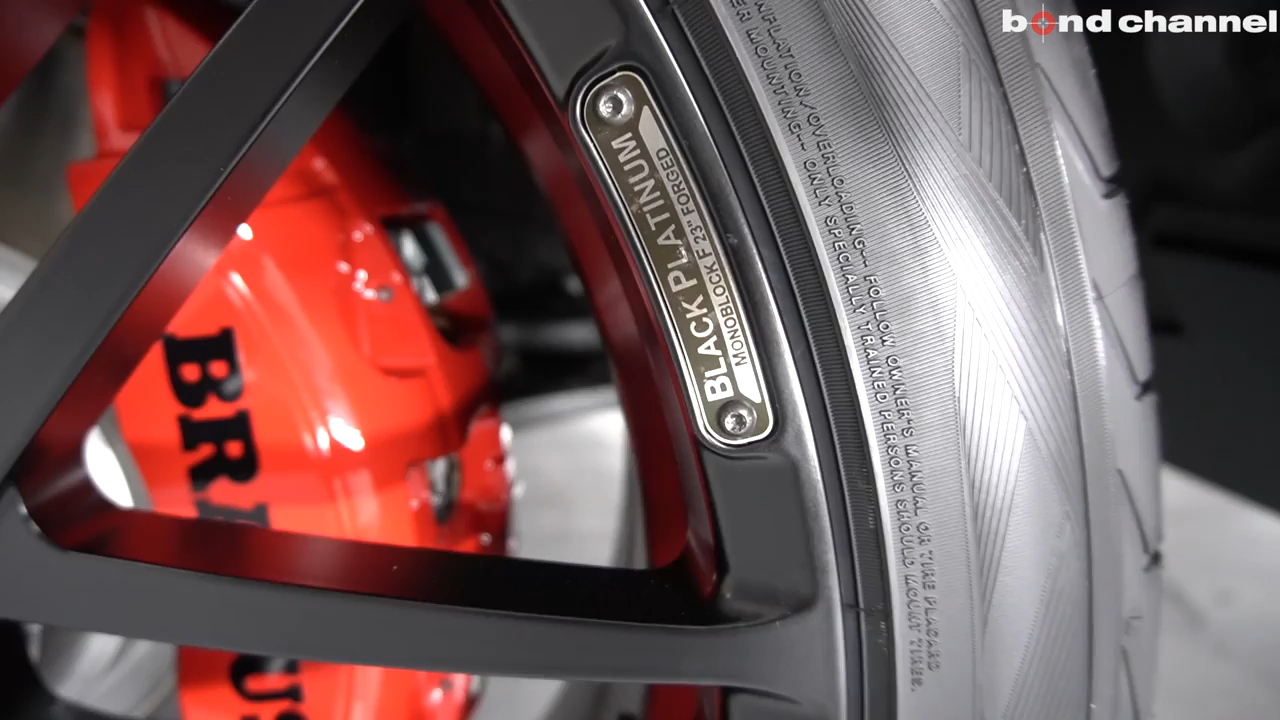 bond channel
BLACK PLATINUM
MONOBLOCK F 23" FORGED
INFLATION/OVERLOADING-- FOLLOW OWNER'S MANUAL OR TIRE PLACARD
MOUNTING-- ONLY SPECIALLY TRAINED PERSONS SHOULD MOUNT TIRES.
BR
US